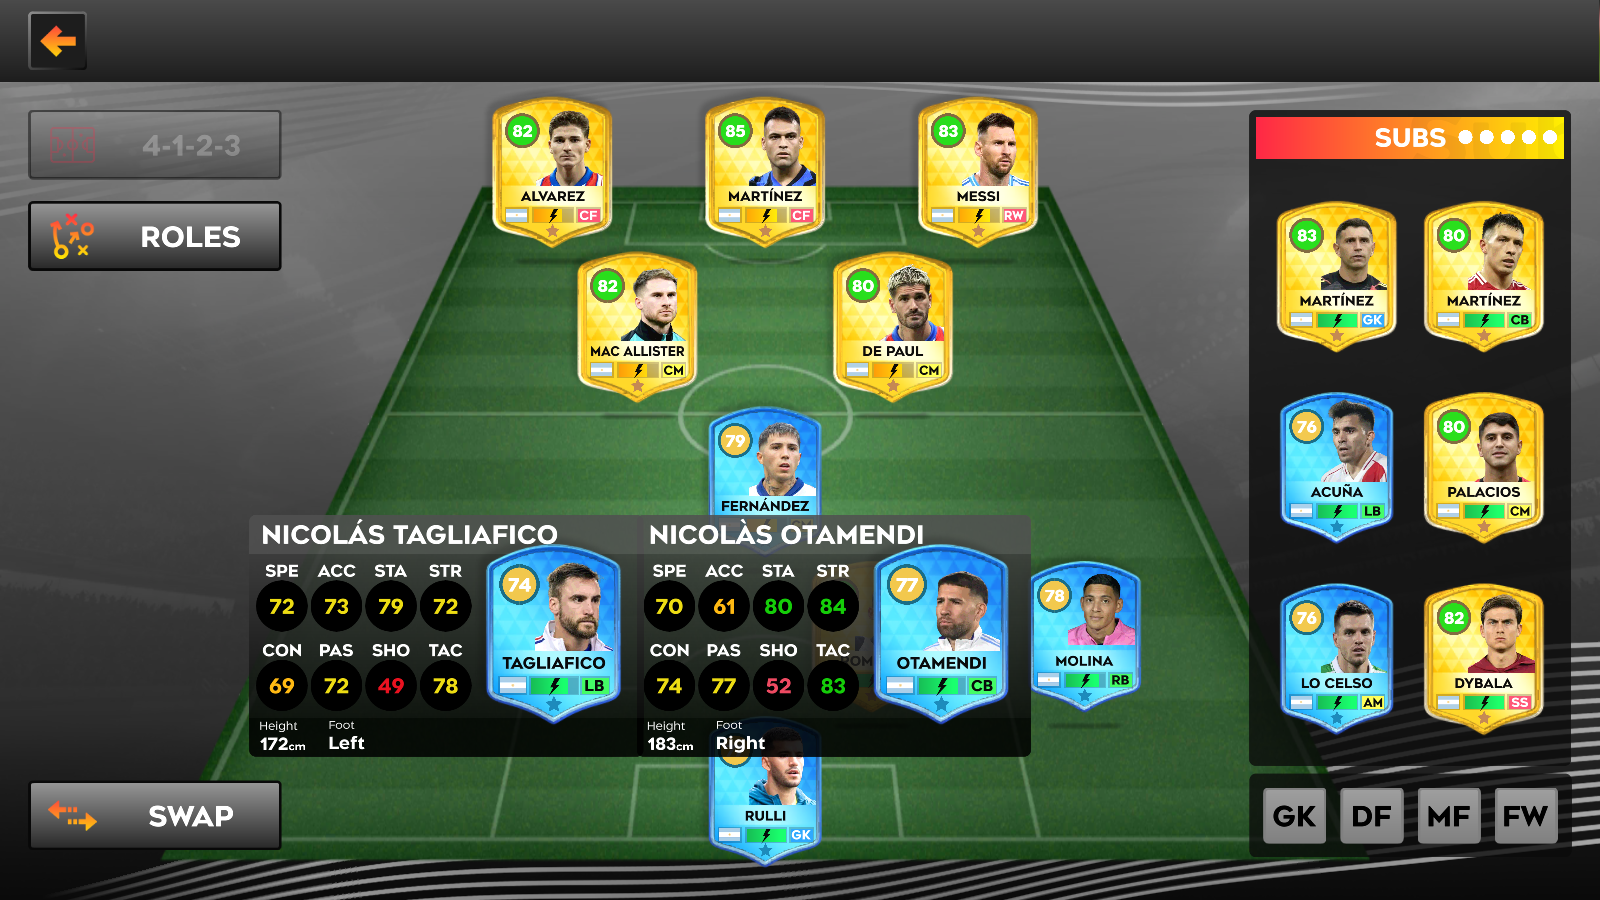 4-1-2-3
ROLES
82
ALVAREZ
CF
85
MARTÍNEZ
CF
83
MESSI
RW
82
MAC ALLISTER
CM
80
DE PAUL
CM
79
FERNÁNDEZ
NICOLÁS TAGLIAFICO
SPE ACC STA STR
72 73 79 72
CON PAS SHO TAC
69 72 49 78
Height Foot
172cm Left
74
TAGLIAFICO
LB
NICOLÀS OTAMENDI
SPE ACC STA STR
70 61 80 84
CON PAS SHO TAC
74 77 52 83
Height Foot
183cm Right
77
OTAMENDI
CB
78
MOLINA
RB
RULLI
GK
SWAP
SUBS
83
MARTÍNEZ
GK
80
MARTÍNEZ
CB
76
ACUÑA
LB
80
PALACIOS
CM
76
LO CELSO
AM
82
DYBALA
SS
GK DF MF FW